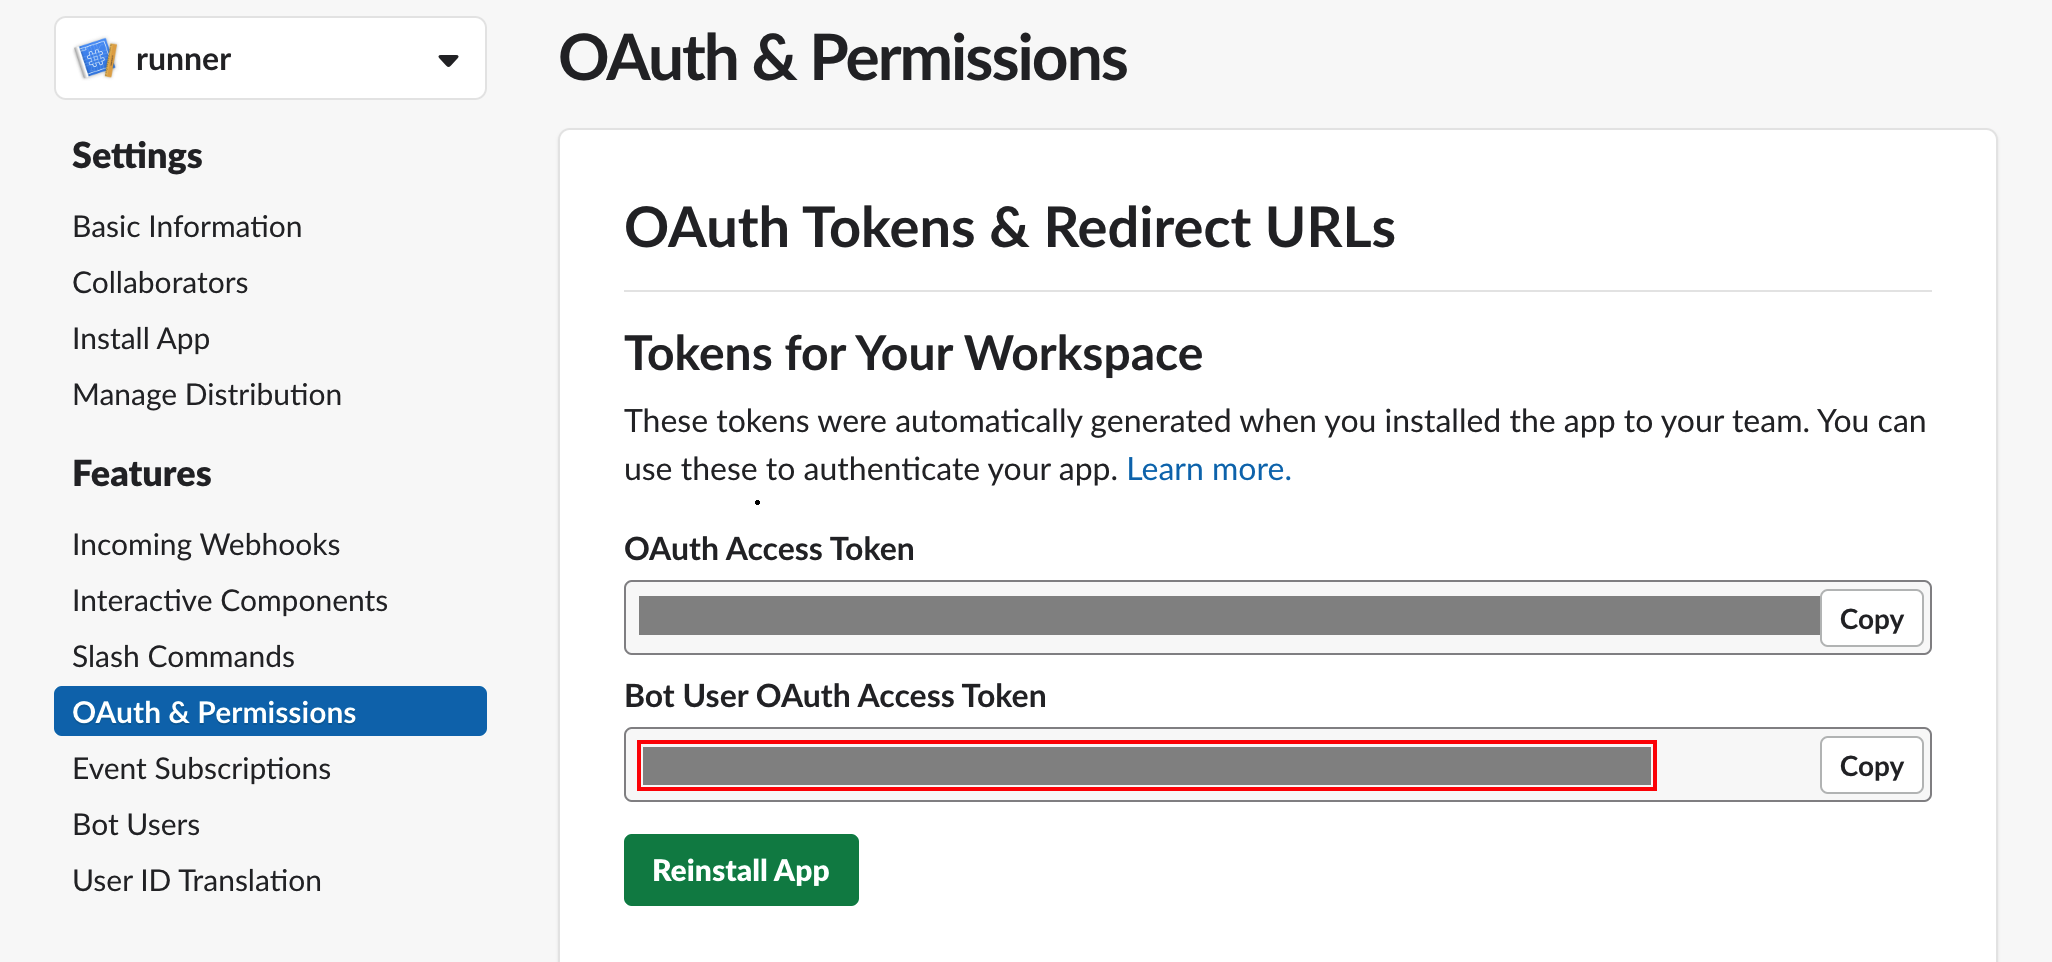 runner
Settings
Basic Information
Collaborators
Install App
Manage Distribution
Features
Incoming Webhooks
Interactive Components
Slash Commands
OAuth & Permissions
Event Subscriptions
Bot Users
User ID Translation
OAuth & Permissions
OAuth Tokens & Redirect URLs
Tokens for Your Workspace
These tokens were automatically generated when you installed the app to your team. You can
use these to authenticate your app. Learn more.
OAuth Access Token
Copy
Bot User OAuth Access Token
Copy
Reinstall App